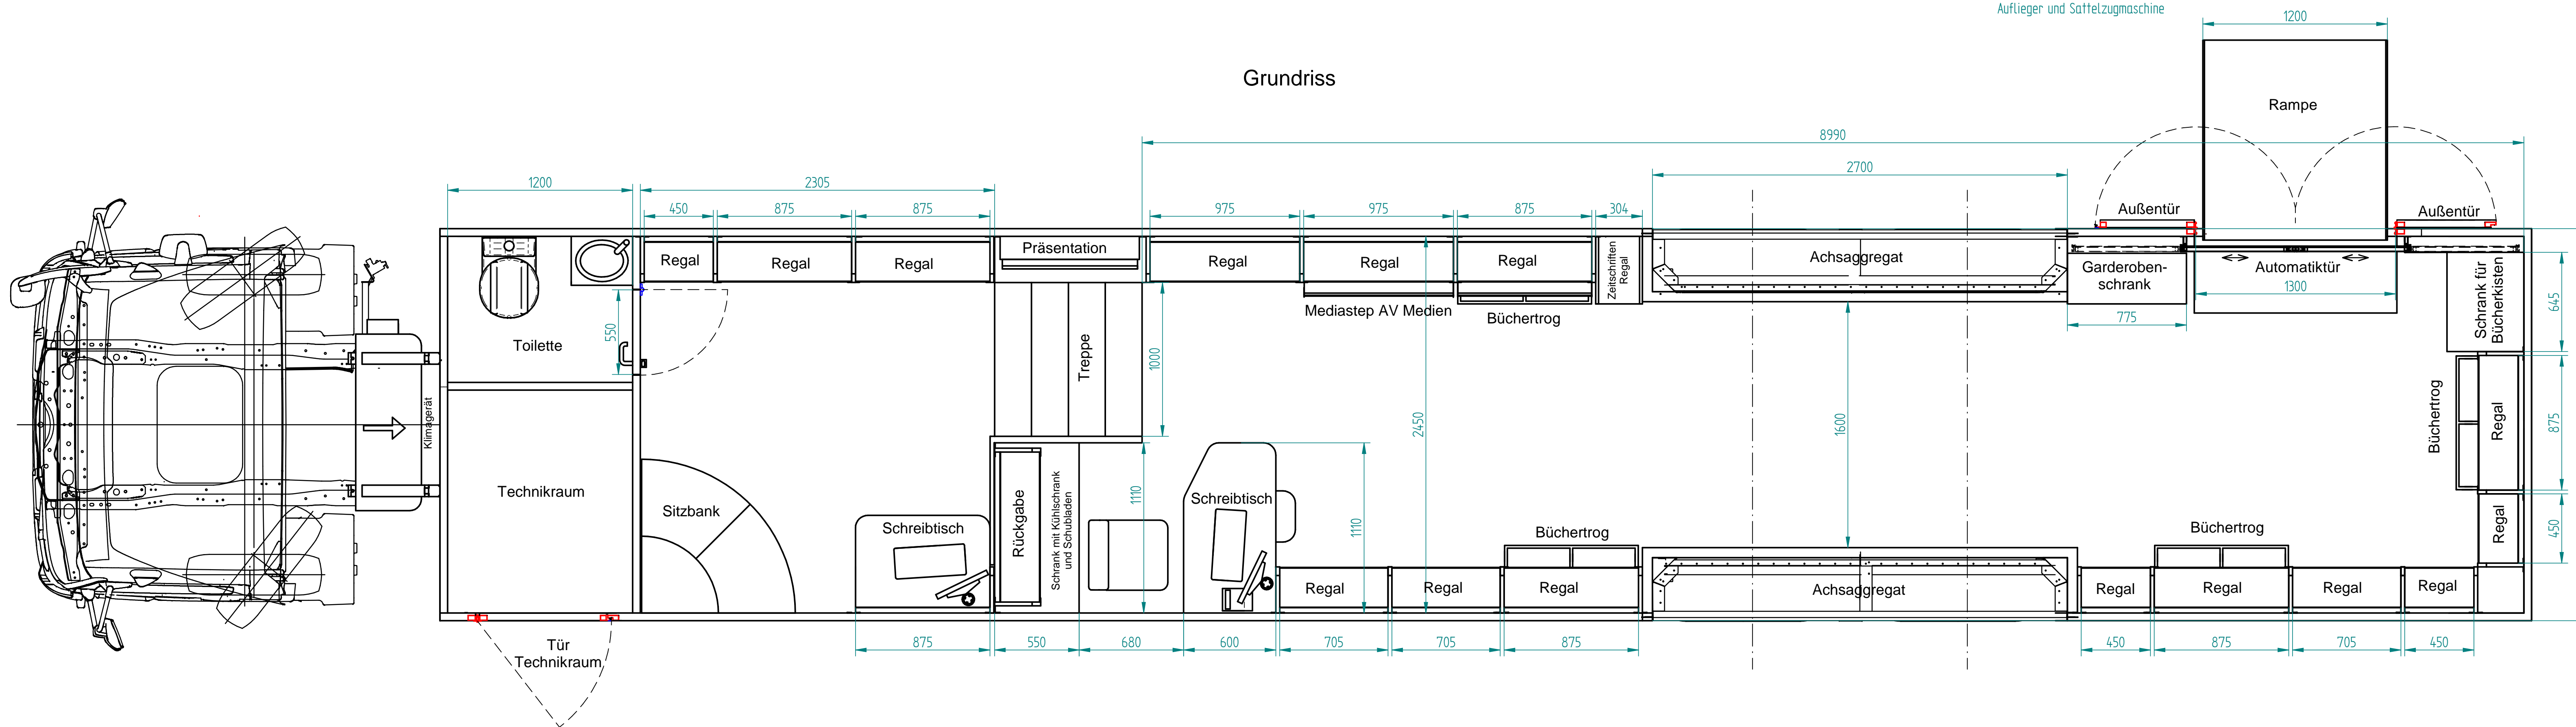 Auflieger und Sattelzugmaschine
1200
Grundriss
Rampe
8990
2700
1200
2305
450
875
875
975
975
875
304
Außentür
Außentür
Präsentation
Regal
Regal
Regal
Regal
Regal
Regal
Zeitschriften
Regal
Achsaggregat
Garderoben-
schrank
Automatiktür
1300
775
Schrank für
Bücherkisten
645
Mediastep AV Medien
Büchertrog
Toilette
550
Treppe
1000
2450
1600
Klimagerät
Büchertrog
Regal
875
Technikraum
Sitzbank
Schreibtisch
Rückgabe
Schrank mit Kühlschrank
und Schubladen
1110
Schreibtisch
1110
Büchertrog
Büchertrog
Regal
450
Regal
Regal
Regal
Achsaggregat
Regal
Regal
Regal
Regal
Tür
Technikraum
875
550
680
600
705
705
875
450
875
705
450